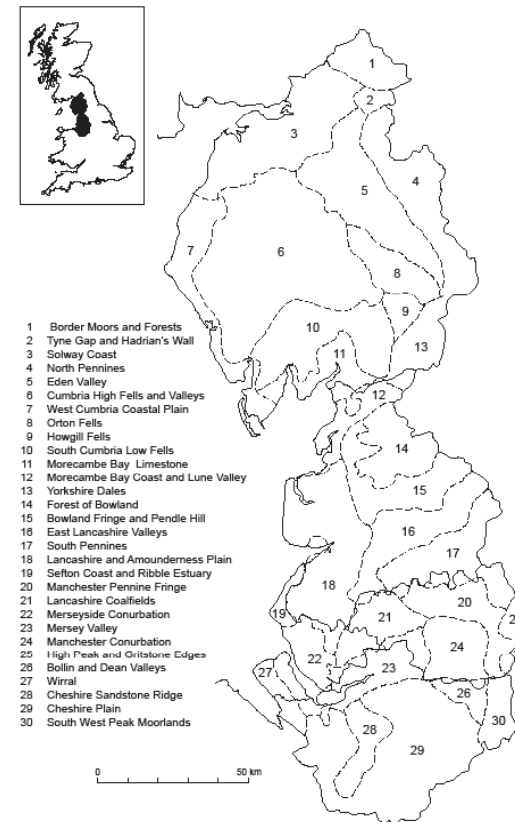 1 Border Moors and Forests
2 Tyne Gap and Hadrian's Wall
3 Solway Coast
4 North Pennines
5 Eden Valley
6 Cumbria High Fells and Valleys
7 West Cumbria Coastal Plain
8 Orton Fells
9 Howgill Fells
10 South Cumbria Low Fells
11 Morecambe Bay Limestone
12 Morecambe Bay Coast and Lune Valley
13 Yorkshire Dales
14 Forest of Bowland
15 Bowland Fringe and Pendle Hill
16 East Lancashire Valleys
17 South Pennines
18 Lancashire and Amounderness Plain
19 Sefton Coast and Ribble Estuary
20 Manchester Pennine Fringe
21 Lancashire Coalfields
22 Merseyside Conurbation
23 Mersey Valley
24 Manchester Conurbation
25 High Peak and Gritstone Edges
26 Bollin and Dean Valleys
27 Wirral
28 Cheshire Sandstone Ridge
29 Cheshire Plain
30 South West Peak Moorlands
0 50 km
1
2
3
4
5
6
7
8
9
10
11
12
13
14
15
16
17
18
19
20
21
22
23
24
26
27
28
29
30